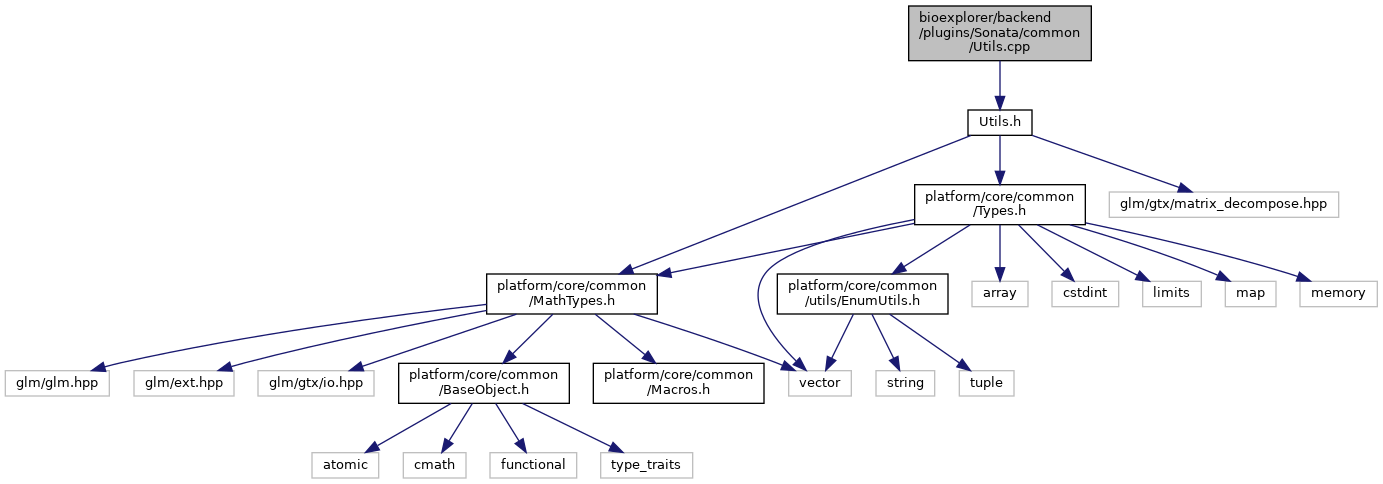 bioexplorer/backend
/plugins/Sonata/common
/Utils.cpp
Utils.h
platform/core/common
/Types.h
glm/gtx/matrix_decompose.hpp
platform/core/common
/MathTypes.h
platform/core/common
/utils/EnumUtils.h
array
cstdint
limits
map
memory
glm/glm.hpp
glm/ext.hpp
glm/gtx/io.hpp
platform/core/common
/BaseObject.h
platform/core/common
/Macros.h
vector
string
tuple
atomic
cmath
functional
type_traits